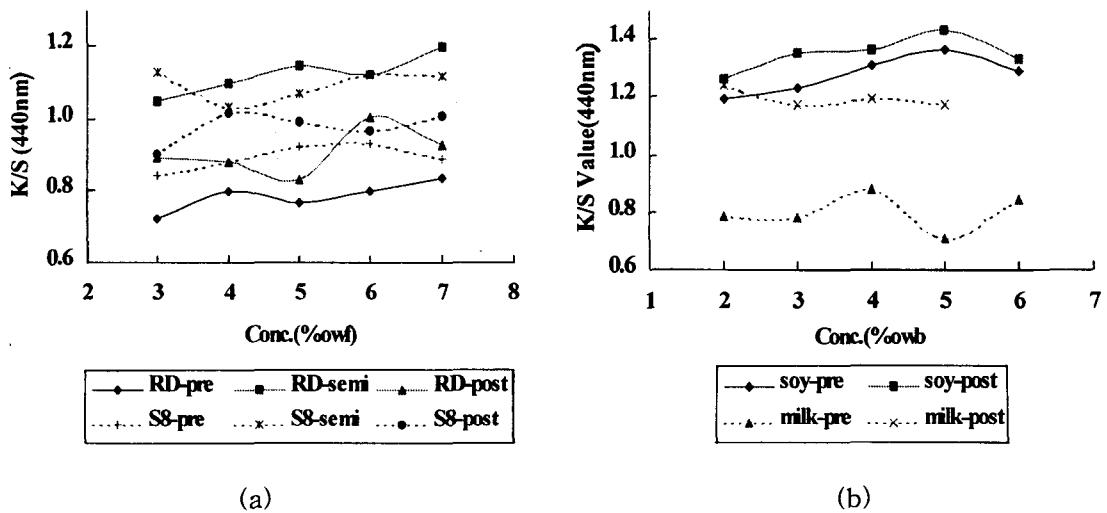 K/S (440nm)
1.2
1.0
0.8
0.6
2 3 4 5 6 7 8
Conc.(%owf)
RD-pre RD-semi RD-post
S8-pre S8-semi S8-post
(a)
K/S Value(440nm)
1.4
1.2
1.0
0.8
0.6
1 2 3 4 5 6 7
Conc.(%owb
soy-pre soy-post
milk-pre milk-post
(b)